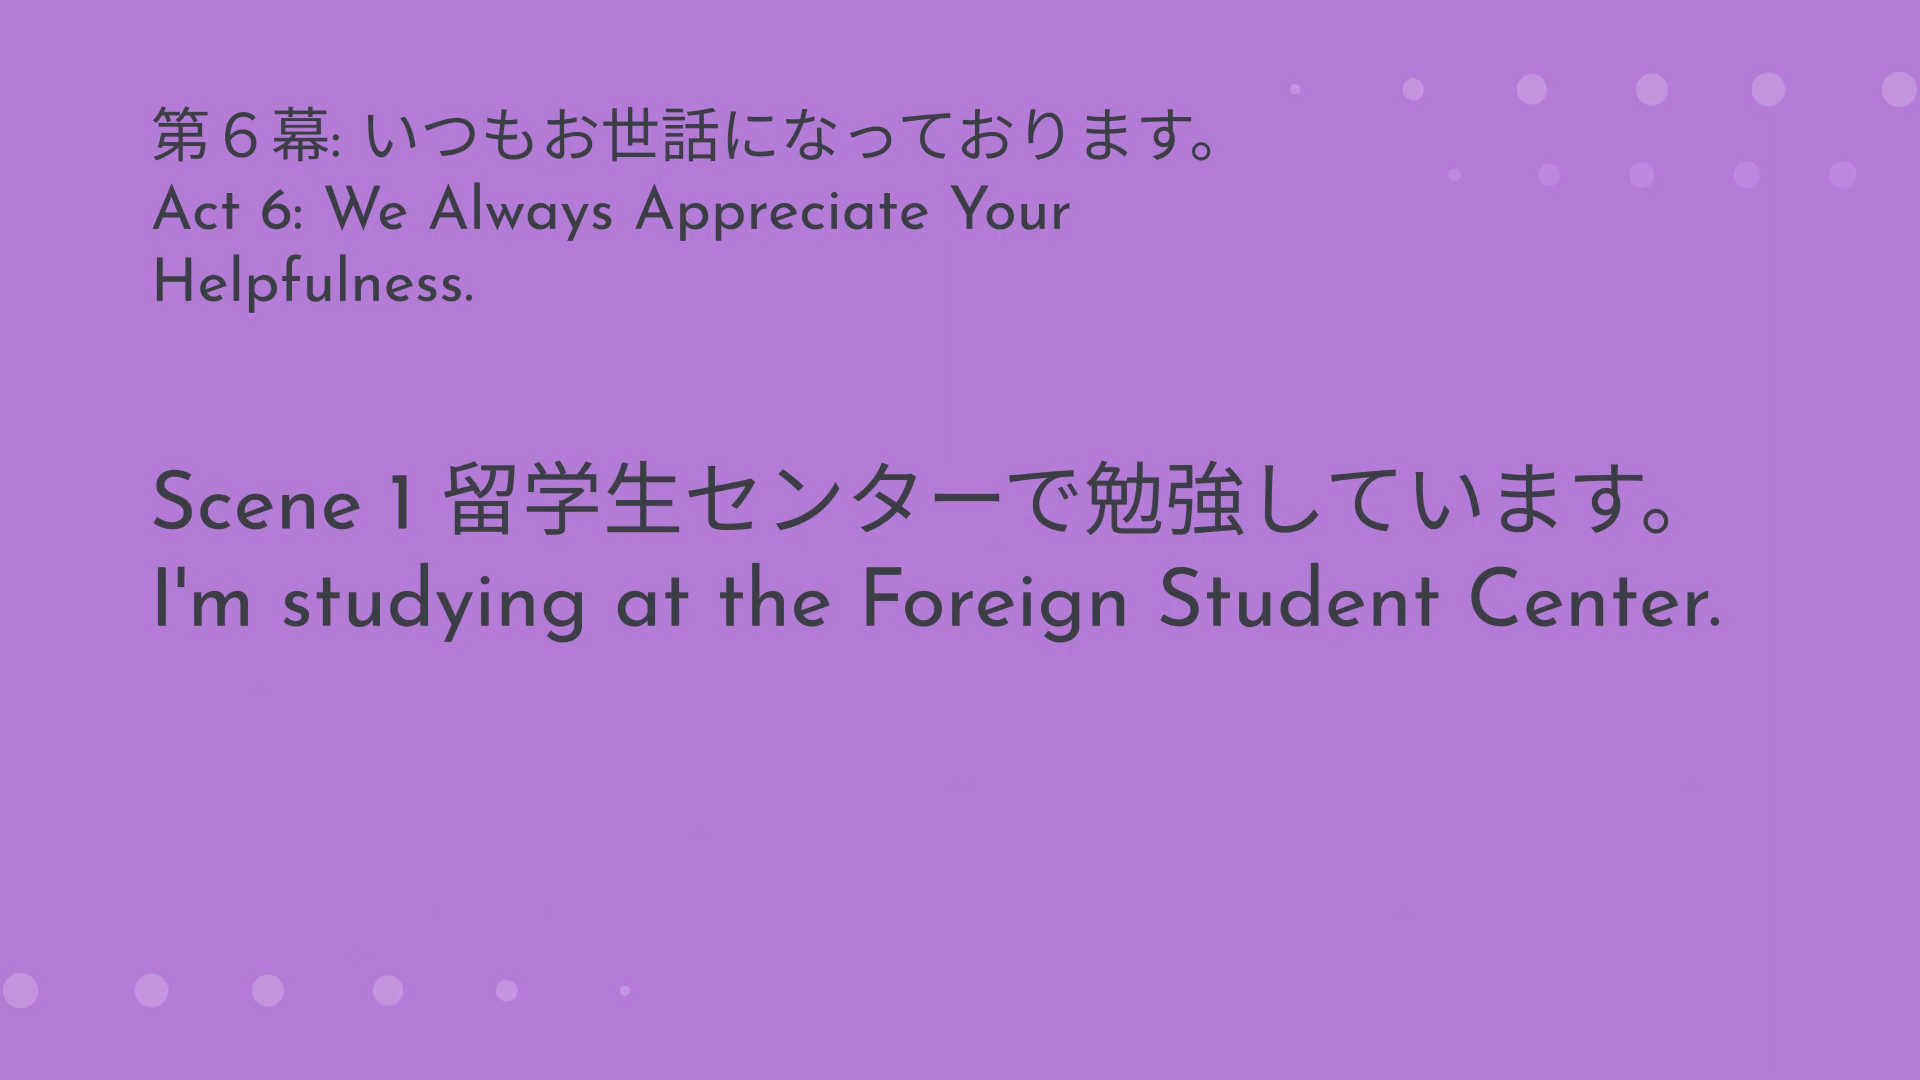 第６幕: いつもお世話になっております。
Act 6: We Always Appreciate Your
Helpfulness.
Scene 1 留学生センターで勉強しています。
I'm studying at the Foreign Student Center.